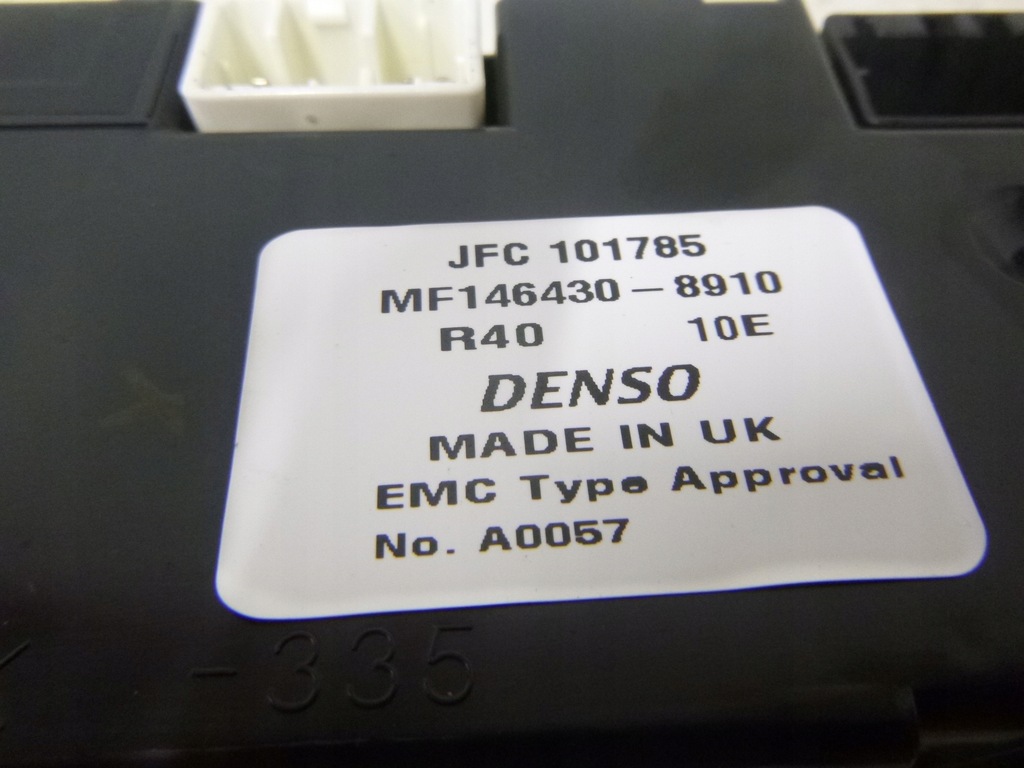 JFC 101785
MF146430-8910
R40 10E
DENSO
MADE IN UK
EMC Type Approval
No. A0057
-335